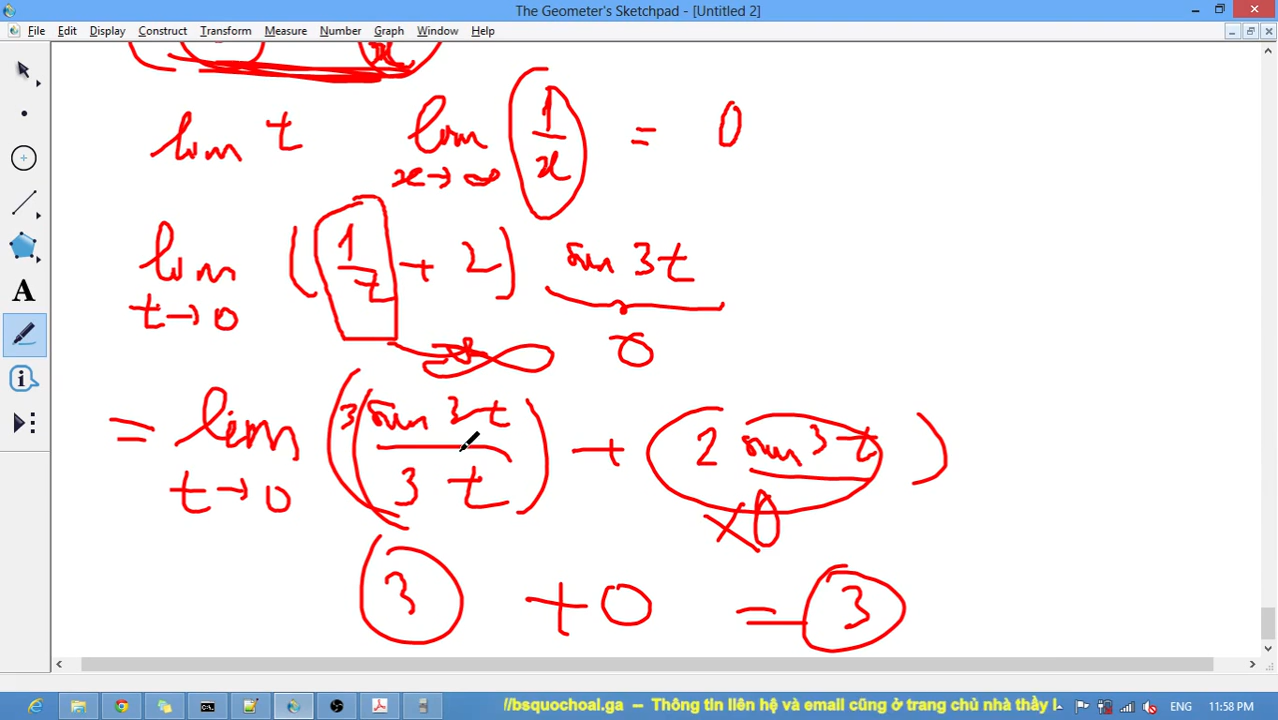 The Geometer's Sketchpad - [Untitled 2]
File Edit Display Construct Transform Measure Number Graph Window Help
x
lim t lim x→∞ 1/x = 0
lim t→0 (1/t + 2) sin 3t
∞ 0
= lim t→0 (3 (sin 3t / 3t) + 2 sin 3t)
0
3 + 0 = 3
//bsquochoai.ga -- Thông tin liên hệ và email cũng ở trang chủ nhà thầy
ENG 11:58 PM